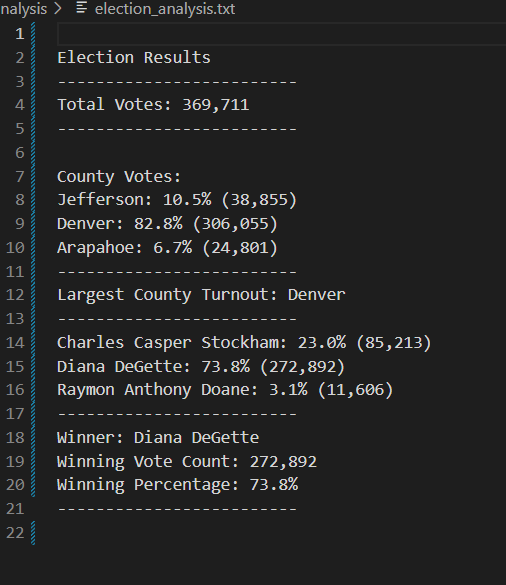 nalysis > election_analysis.txt
1
2 Election Results
3 -------------------------
4 Total Votes: 369,711
5 -------------------------
6
7 County Votes:
8 Jefferson: 10.5% (38,855)
9 Denver: 82.8% (306,055)
10 Arapahoe: 6.7% (24,801)
11 -------------------------
12 Largest County Turnout: Denver
13 -------------------------
14 Charles Casper Stockham: 23.0% (85,213)
15 Diana DeGette: 73.8% (272,892)
16 Raymon Anthony Doane: 3.1% (11,606)
17 -------------------------
18 Winner: Diana DeGette
19 Winning Vote Count: 272,892
20 Winning Percentage: 73.8%
21 -------------------------
22